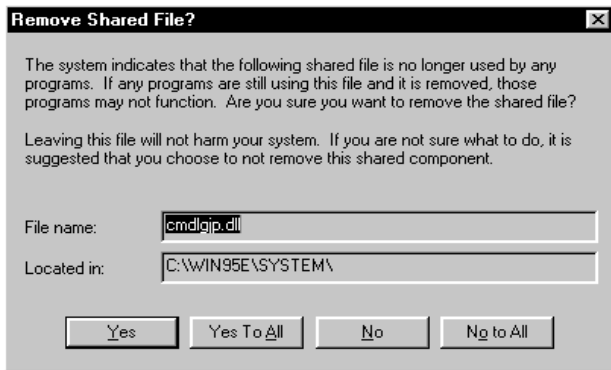 Remove Shared File?
The system indicates that the following shared file is no longer used by any
programs. If any programs are still using this file and it is removed, those
programs may not function. Are you sure you want to remove the shared file?
Leaving this file will not harm your system. If you are not sure what to do, it is
suggested that you choose to not remove this shared component.
File name: cmdlgjp.dll
Located in: C:\WIN95E\SYSTEM\
Yes Yes To All No No to All